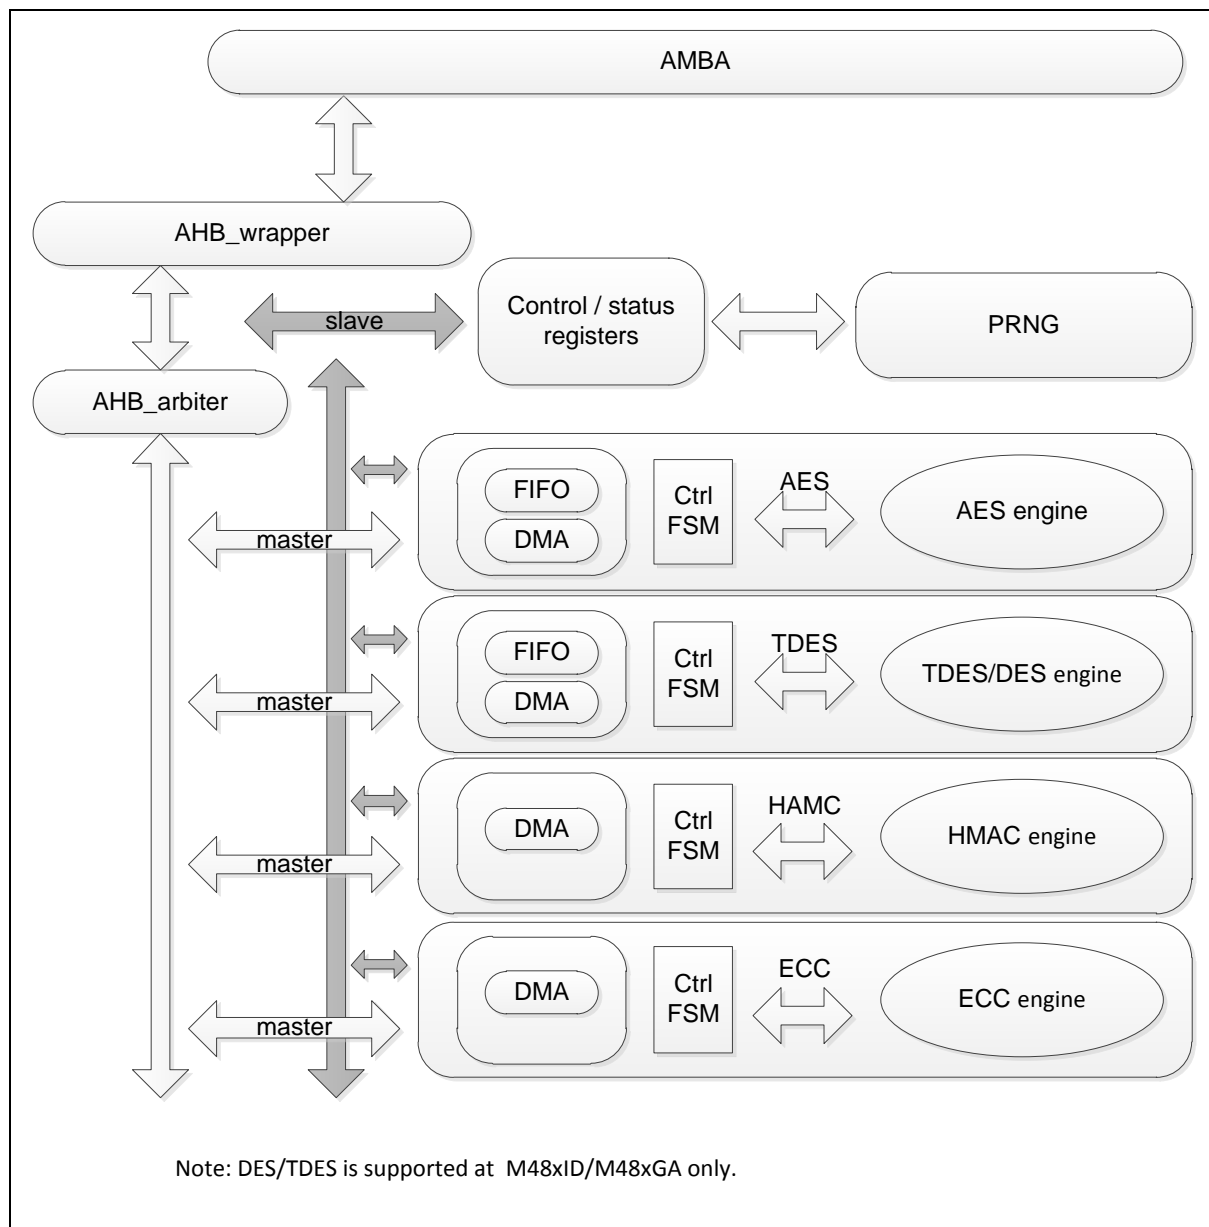 AMBA
AHB_wrapper
slave
Control / status
registers
PRNG
AHB_arbiter
master
FIFO
DMA
Ctrl
FSM
AES
AES engine
master
FIFO
DMA
Ctrl
FSM
TDES
TDES/DES engine
master
DMA
Ctrl
FSM
HAMC
HMAC engine
master
DMA
Ctrl
FSM
ECC
ECC engine
Note: DES/TDES is supported at M48xID/M48xGA only.